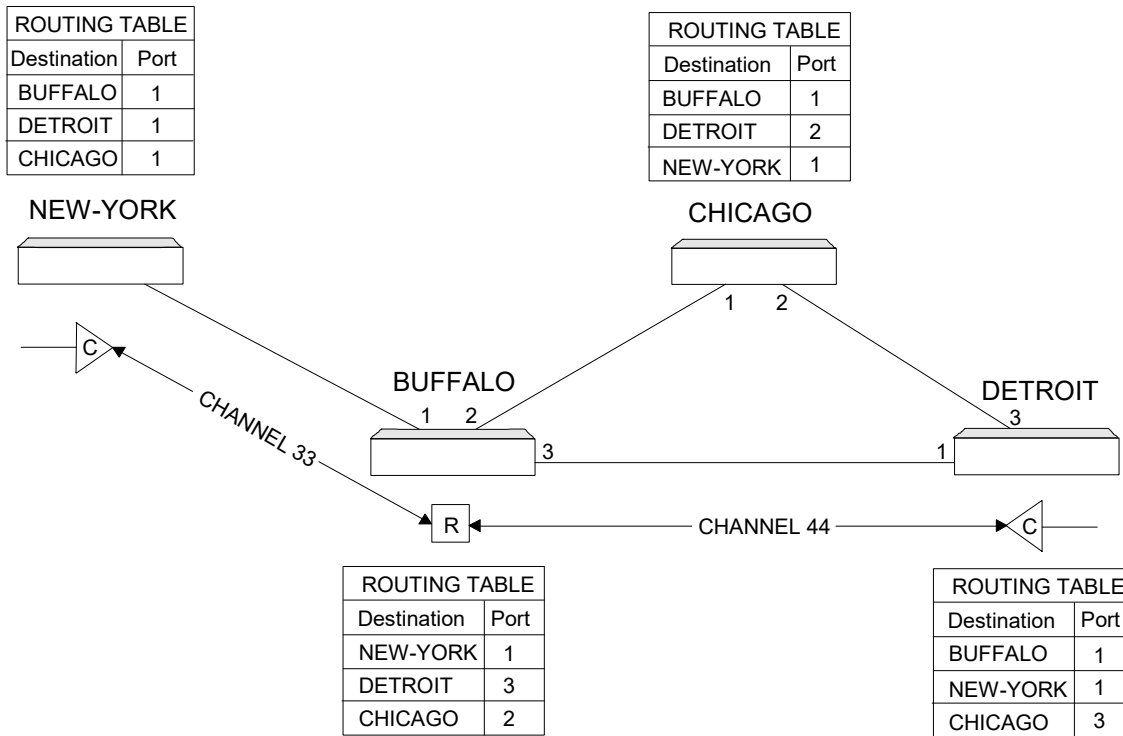 ROUTING TABLE
Destination Port
BUFFALO 1
DETROIT 1
CHICAGO 1
ROUTING TABLE
Destination Port
BUFFALO 1
DETROIT 2
NEW-YORK 1
NEW-YORK
CHICAGO
1 2
C
CHANNEL 33
BUFFALO
1 2
3
DETROIT
3
1
R
CHANNEL 44
C
ROUTING TABLE
Destination Port
NEW-YORK 1
DETROIT 3
CHICAGO 2
ROUTING TABLE
Destination Port
BUFFALO 1
NEW-YORK 1
CHICAGO 3